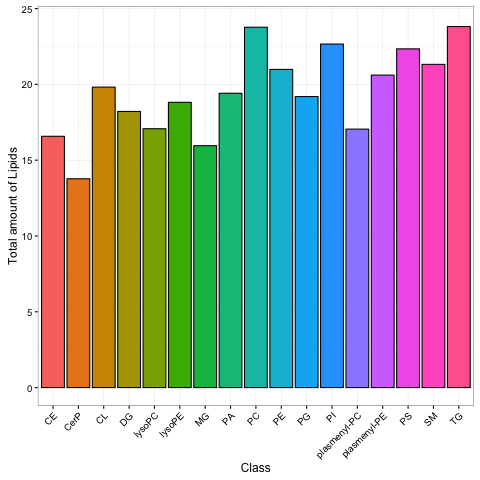 25
20
15
10
5
0
Total amount of Lipids
CE
CerP
CL
DG
lysoPC
lysoPE
MG
PA
PC
PE
PG
PI
plasmenyl-PC
plasmenyl-PE
PS
SM
TG
Class